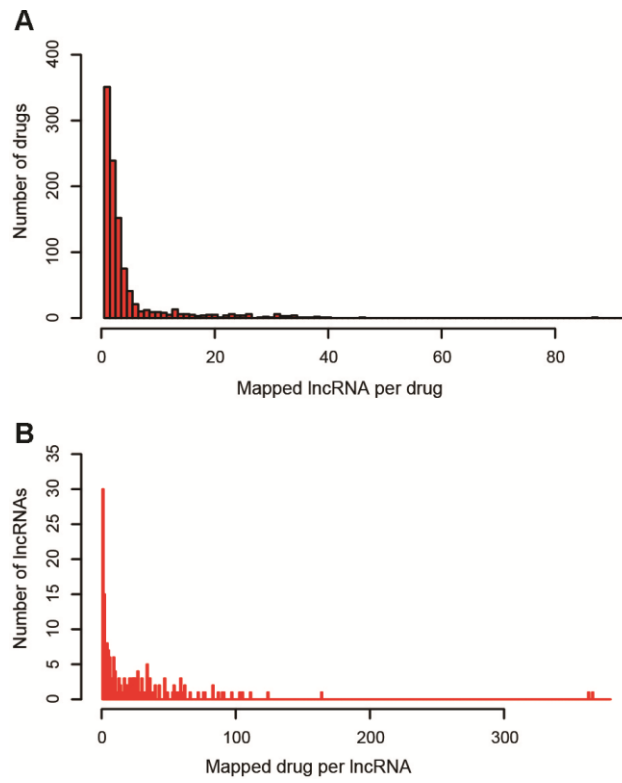 A
400
300
200
100
0
Number of drugs
0 20 40 60 80
Mapped lncRNA per drug
B
35
30
25
20
15
10
5
0
Number of lncRNAs
0 100 200 300
Mapped drug per lncRNA